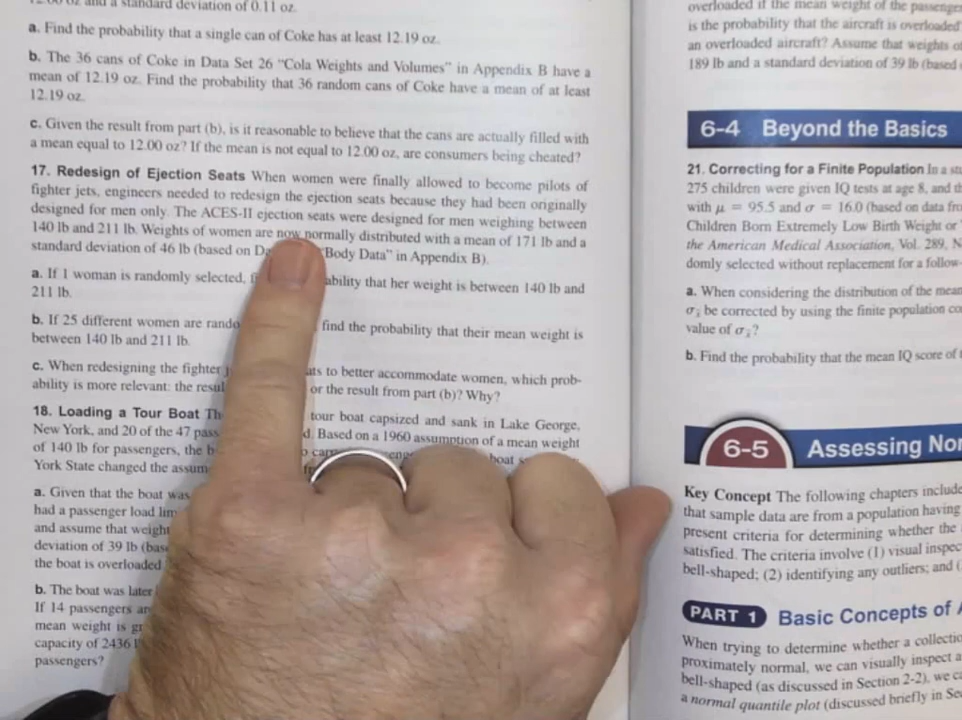 standard deviation of 0.11 oz.
a. Find the probability that a single can of Coke has at least 12.19 oz.
b. The 36 cans of Coke in Data Set 26 “Cola Weights and Volumes” in Appendix B have a
mean of 12.19 oz. Find the probability that 36 random cans of Coke have a mean of at least
12.19 oz.
c. Given the result from part (b), is it reasonable to believe that the cans are actually filled with
a mean equal to 12.00 oz? If the mean is not equal to 12.00 oz, are consumers being cheated?
17. Redesign of Ejection Seats When women were finally allowed to become pilots of
fighter jets, engineers needed to redesign the ejection seats because they had been originally
designed for men only. The ACES-II ejection seats were designed for men weighing between
140 lb and 211 lb. Weights of women are now normally distributed with a mean of 171 lb and a
standard deviation of 46 lb (based on “Body Data” in Appendix B).
a. If 1 woman is randomly selected, that her weight is between 140 lb and
211 lb.
b. If 25 different women are find the probability that their mean weight is
between 140 lb and 211 lb.
c. When redesigning the fighter to better accommodate women, which prob-
ability is more relevant: the or the result from part (b)? Why?
18. Loading a Tour Boat tour boat capsized and sank in Lake George,
New York, and 20 of the 47 Based on a 1960 assumption of a mean weight
of 140 lb for passengers, the boat
York State changed the
a. Given that the boat was
had a passenger load
and assume that
deviation of 39 lb
the boat is overloaded
b. The boat was later
If 14 passengers
mean weight is
capacity of 2436
passengers?
overloaded if the mean weight of the
is the probability that the aircraft is overloaded
an overloaded aircraft? Assume that weights
189 lb and a standard deviation of 39 lb (based
6-4 Beyond the Basics
21. Correcting for a Finite Population In a
275 children were given IQ tests at age 8, and
with μ = 95.5 and σ = 16.0 (based on data
Children Born Extremely Low Birth Weight or
the American Medical Association, Vol. 289,
domly selected without replacement for a follow-
a. When considering the distribution of the
σx̄ be corrected by using the finite population
value of σx̄?
b. Find the probability that the mean IQ score of
6-5 Assessing
Key Concept The following chapters
that sample data are from a population having
present criteria for determining whether the
satisfied. The criteria involve (1) visual
bell-shaped; (2) identifying any outliers; and
PART 1 Basic Concepts of
When trying to determine whether a
proximately normal, we can visually inspect
bell-shaped (as discussed in Section 2-2), we
a normal quantile plot (discussed briefly in